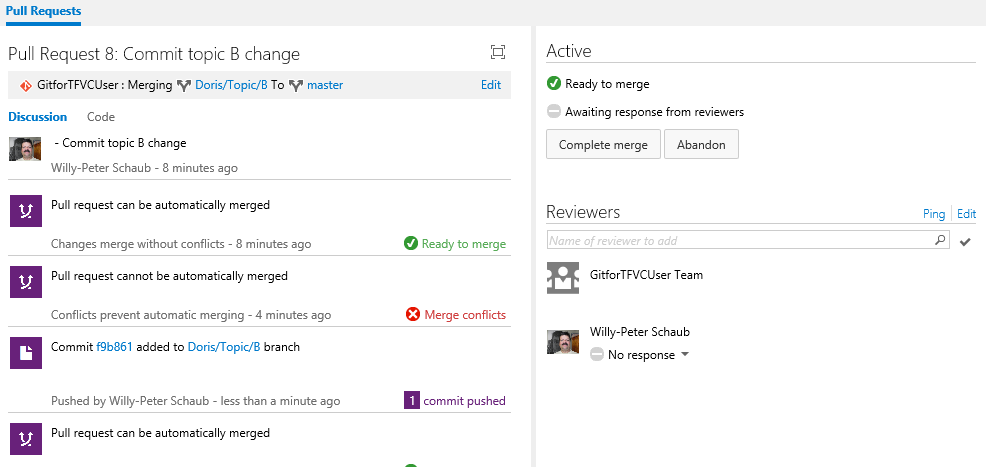 Pull Requests
Pull Request 8: Commit topic B change
GitforTFVCUser : Merging Doris/Topic/B To master Edit
Discussion Code
- Commit topic B change
Willy-Peter Schaub - 8 minutes ago
Pull request can be automatically merged
Changes merge without conflicts - 8 minutes ago Ready to merge
Pull request cannot be automatically merged
Conflicts prevent automatic merging - 4 minutes ago Merge conflicts
Commit f9b861 added to Doris/Topic/B branch
Pushed by Willy-Peter Schaub - less than a minute ago 1 commit pushed
Pull request can be automatically merged
Active
Ready to merge
Awaiting response from reviewers
Complete merge Abandon
Reviewers Ping Edit
Name of reviewer to add
GitforTFVCUser Team
Willy-Peter Schaub
No response